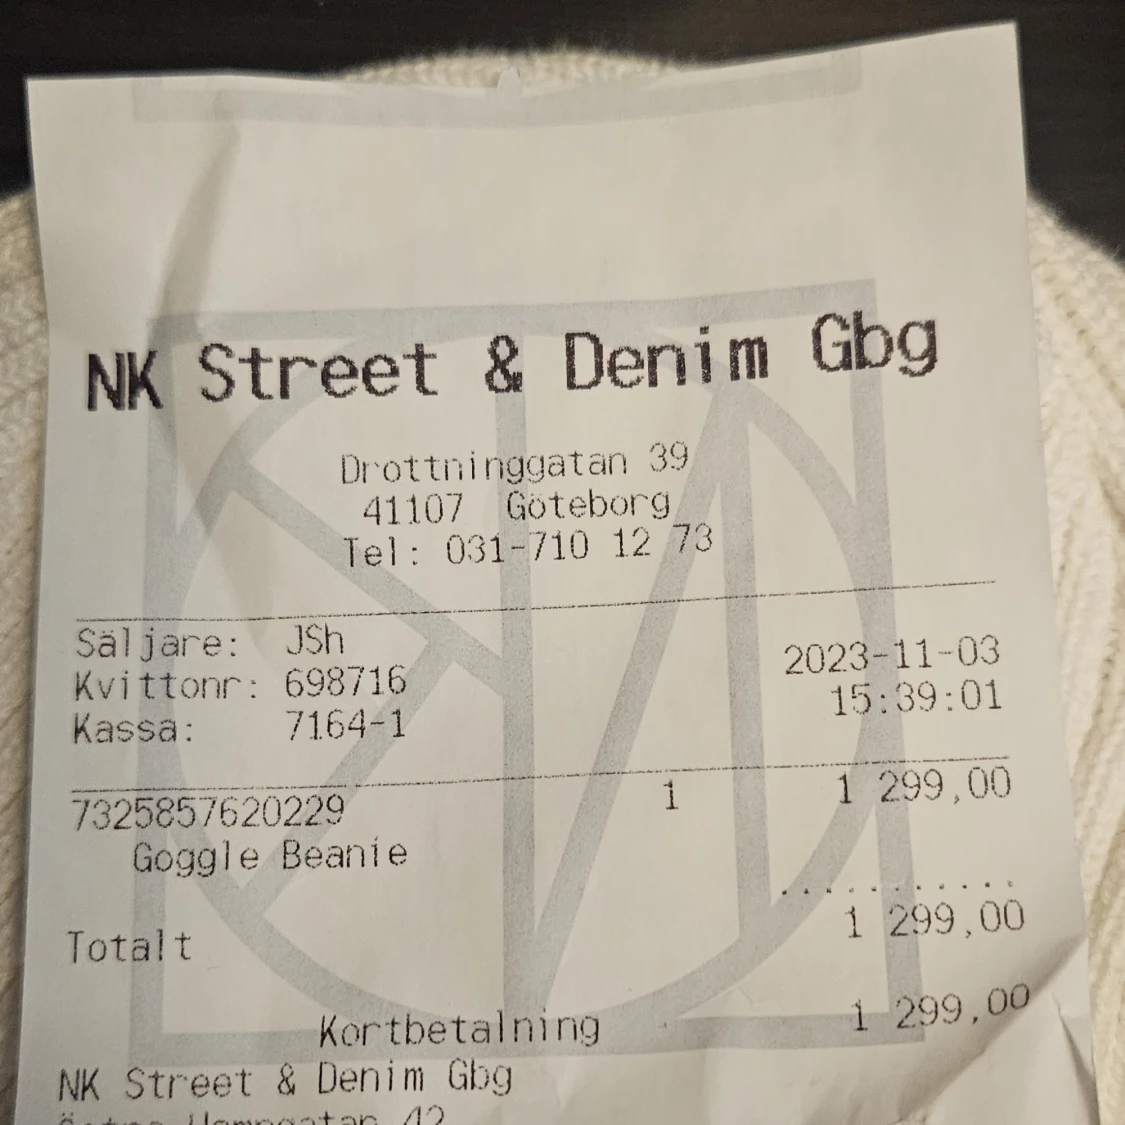 NK Street & Denim Gbg
Drottninggatan 39
41107 Göteborg
Tel: 031-710 12 73
Säljare: JSh
2023-11-03
Kvittonr: 698716
15:39:01
Kassa: 7164-1
7325857620229 1 1 299,00
Goggle Beanie
...........
Totalt 1 299,00
Kortbetalning 1 299,00
NK Street & Denim Gbg
42